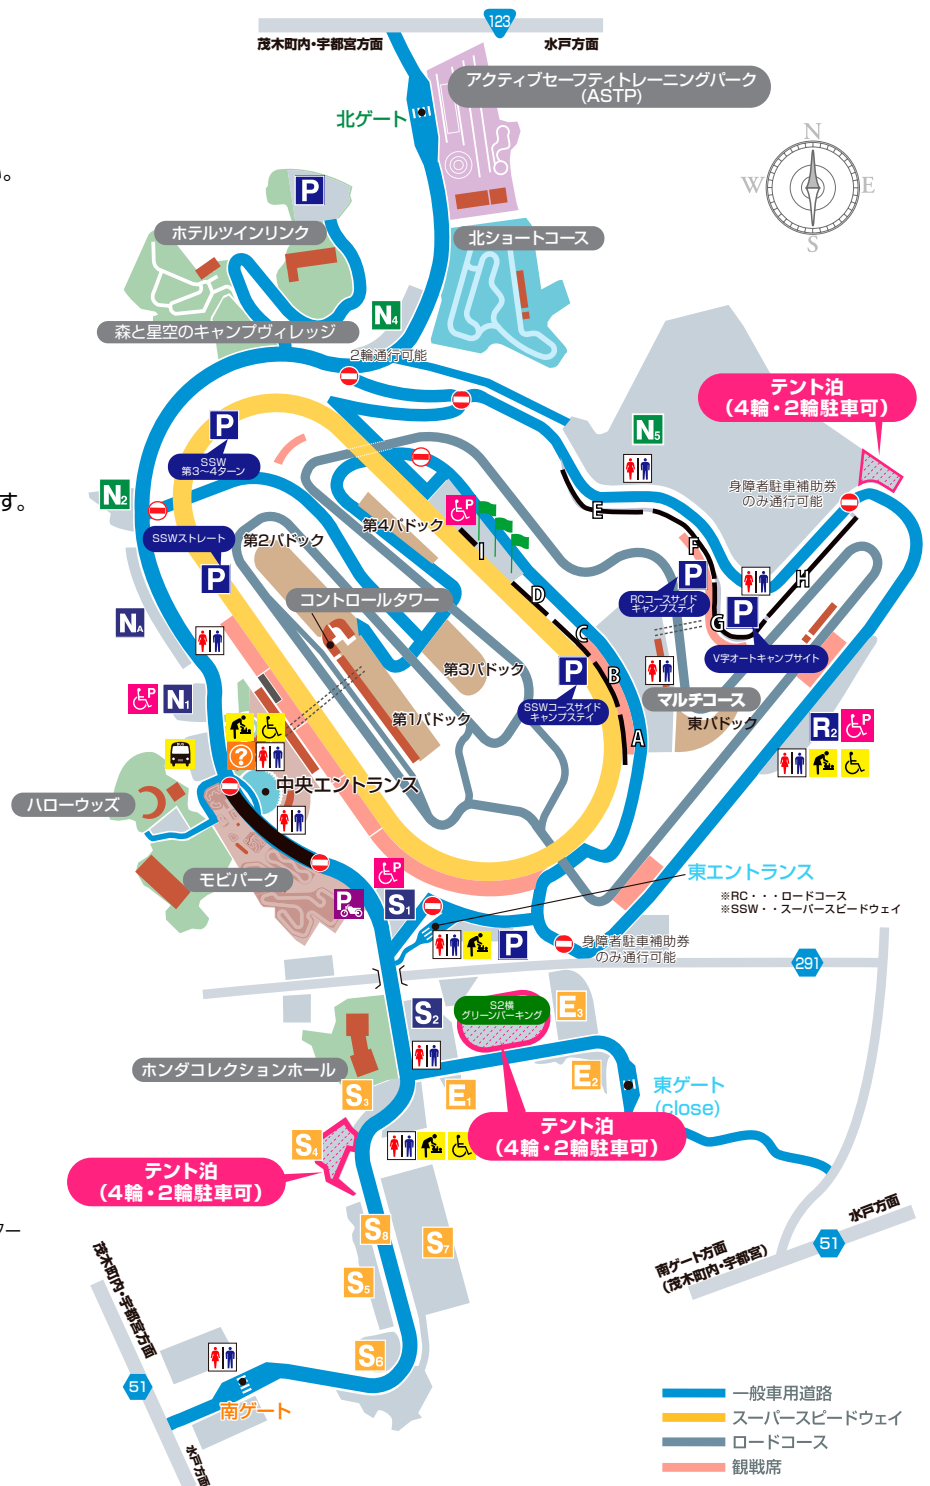 123
茂木町内・宇都宮方面
水戸方面
アクティブセーフティトレーニングパーク
(ASTP)
北ゲート
N
W
E
S
い。
P
ホテルツインリンク
北ショートコース
N4
森と星空のキャンプヴィレッジ
2輪通行可能
テント泊
(4輪・2輪駐車可)
N5
P
SSW
第3〜4ターン
身障者駐車補助券
のみ通行可能
N2
す。
P
E
第4パドック
SSWストレート
第2パドック
I
F
P
P
H
D
RCコースサイド
キャンプステイ
コントロールタワー
P
G
NA
C
V字オートキャンプサイト
第3パドック
P
B
SSWコースサイド
キャンプステイ
マルチコース
東パドック
P
N1
第1パドック
A
R2
P
?
中央エントランス
ハローウッズ
モビパーク
P
東エントランス
※RC・・・ロードコース
※SSW・・スーパースピードウェイ
P
S1
P
身障者駐車補助券
のみ通行可能
291
S2
S2横
グリーンパーキング
E3
ホンダコレクションホール
S3
E1
E2
東ゲート
(close)
テント泊
(4輪・2輪駐車可)
S4
テント泊
(4輪・2輪駐車可)
S8
S7
ター
水戸方面
51
南ゲート方面
(茂木町内・宇都宮)
茂木町内・宇都宮方面
S5
S6
51
南ゲート
水戸方面
一般車用道路
スーパースピードウェイ
ロードコース
観戦席